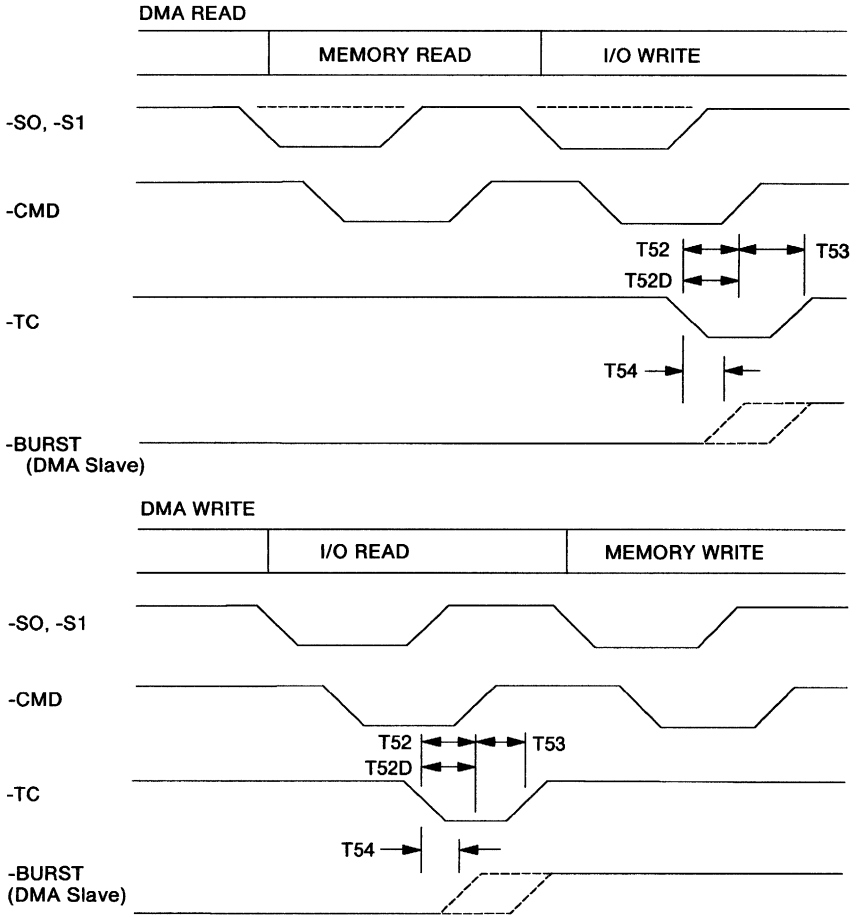 DMA READ
MEMORY READ I/O WRITE
-SO, -S1
-CMD
T52 T53
T52D
-TC
T54
-BURST
(DMA Slave)
DMA WRITE
I/O READ MEMORY WRITE
-SO, -S1
-CMD
T52 T53
T52D
-TC
T54
-BURST
(DMA Slave)